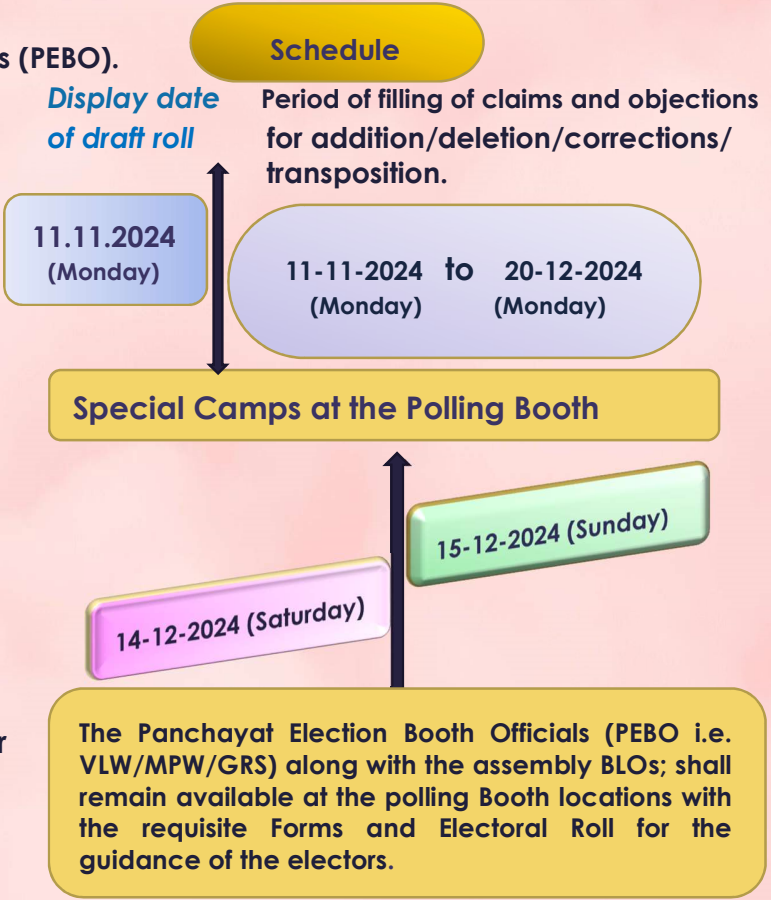 Schedule
s (PEBO).
Display date
of draft roll
Period of filling of claims and objections
for addition/deletion/corrections/
transposition.
11.11.2024
(Monday)
11-11-2024 to 20-12-2024
(Monday) (Monday)
Special Camps at the Polling Booth
15-12-2024 (Sunday)
14-12-2024 (Saturday)
r
The Panchayat Election Booth Officials (PEBO i.e.
VLW/MPW/GRS) along with the assembly BLOs; shall
remain available at the polling Booth locations with
the requisite Forms and Electoral Roll for the
guidance of the electors.